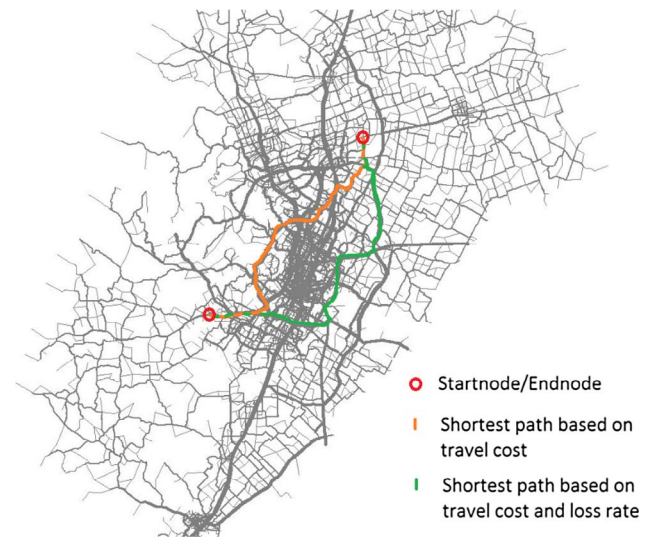 Startnode/Endnode
Shortest path based on
travel cost
Shortest path based on
travel cost and loss rate